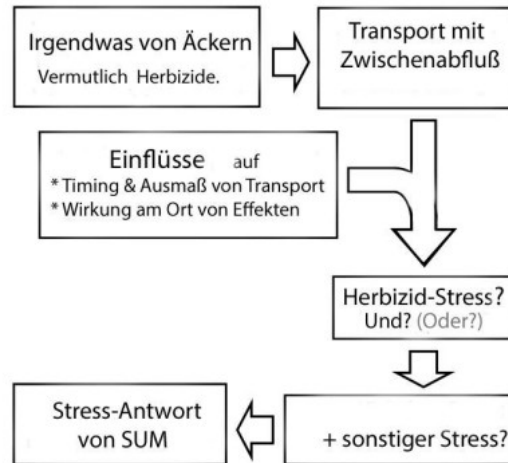 Irgendwas von Äckern
Vermutlich Herbizide.
Transport mit
Zwischenabfluß
Einflüsse auf
* Timing & Ausmaß von Transport
* Wirkung am Ort von Effekten
Herbizid-Stress?
Und? (Oder?)
+ sonstiger Stress?
Stress-Antwort
von SUM